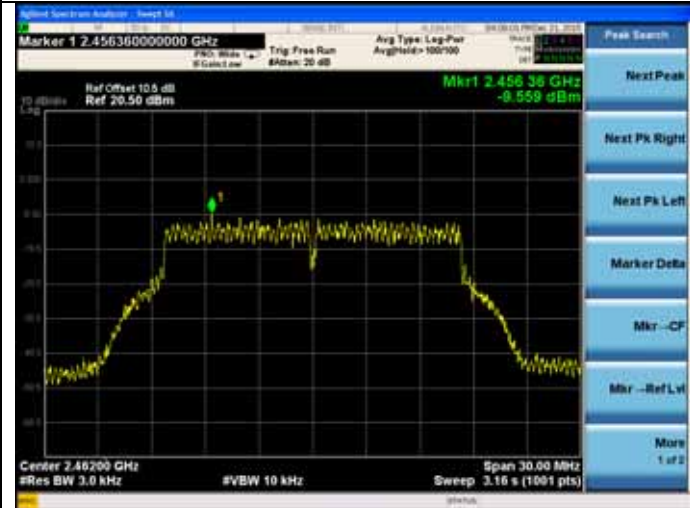 Agilent Spectrum Analyzer - Swept SA
Marker 1 2.456360000000 GHz
PNO: Wide
IFGain:Low
Trig: Free Run
#Atten: 20 dB
Avg Type: Log-Pwr
Avg|Hold:> 100/100
Peak Search
Mkr1 2.456 36 GHz
-9.559 dBm
Ref Offset 10.5 dB
10 dB/div Ref 20.50 dBm
Log
1
Next Peak
Next Pk Right
Next Pk Left
Marker Delta
Mkr→CF
Mkr→Ref Lvl
More
1 of 2
Center 2.46200 GHz
Span 30.00 MHz
#Res BW 3.0 kHz
#VBW 10 kHz
Sweep 3.16 s (1001 pts)
MSG
STATUS